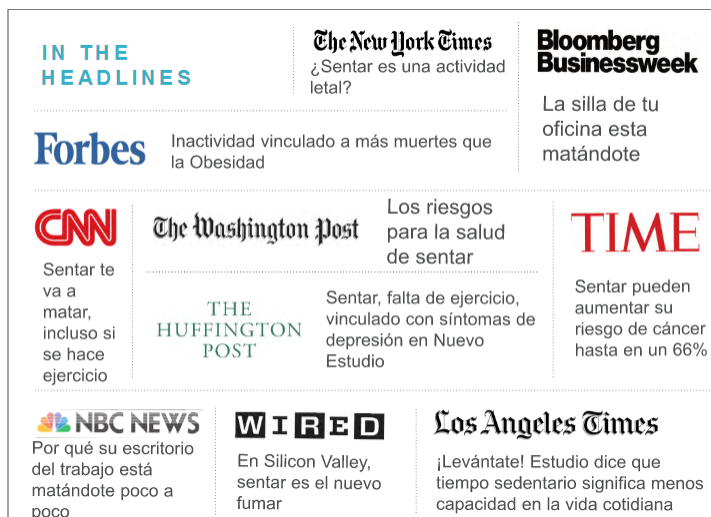 IN THE
HEADLINES
The New York Times
¿Sentar es una actividad
letal?
Bloomberg
Businessweek
La silla de tu
oficina esta
matándote
Forbes
Inactividad vinculado a más muertes que
la Obesidad
CNN
Sentar te
va a
matar,
incluso si
se hace
ejercicio
The Washington Post
Los riesgos
para la salud
de sentar
THE
HUFFINGTON
POST
Sentar, falta de ejercicio,
vinculado con síntomas de
depresión en Nuevo
Estudio
TIME
Sentar pueden
aumentar su
riesgo de cáncer
hasta en un 66%
NBC NEWS
Por qué su escritorio
del trabajo está
matándote poco a
poco
WIRED
En Silicon Valley,
sentar es el nuevo
fumar
Los Angeles Times
¡Levántate! Estudio dice que
tiempo sedentario significa menos
capacidad en la vida cotidiana